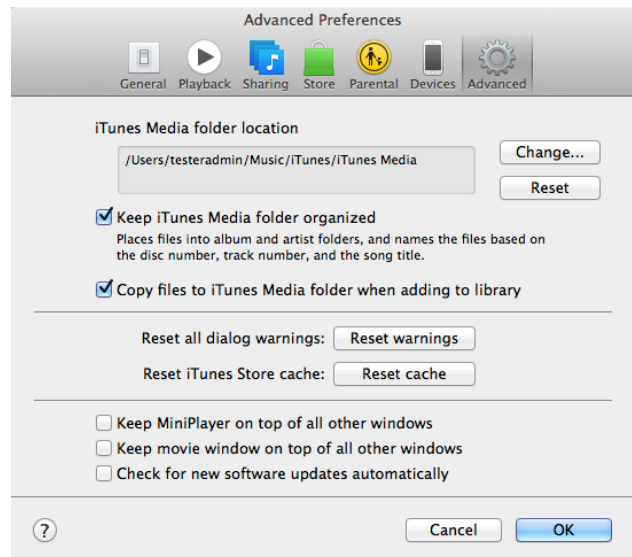 Advanced Preferences
General Playback Sharing Store Parental Devices Advanced
iTunes Media folder location
/Users/testeradmin/Music/iTunes/iTunes Media
Change...
Reset
Keep iTunes Media folder organized
Places files into album and artist folders, and names the files based on
the disc number, track number, and the song title.
Copy files to iTunes Media folder when adding to library
Reset all dialog warnings: Reset warnings
Reset iTunes Store cache: Reset cache
Keep MiniPlayer on top of all other windows
Keep movie window on top of all other windows
Check for new software updates automatically
? Cancel OK